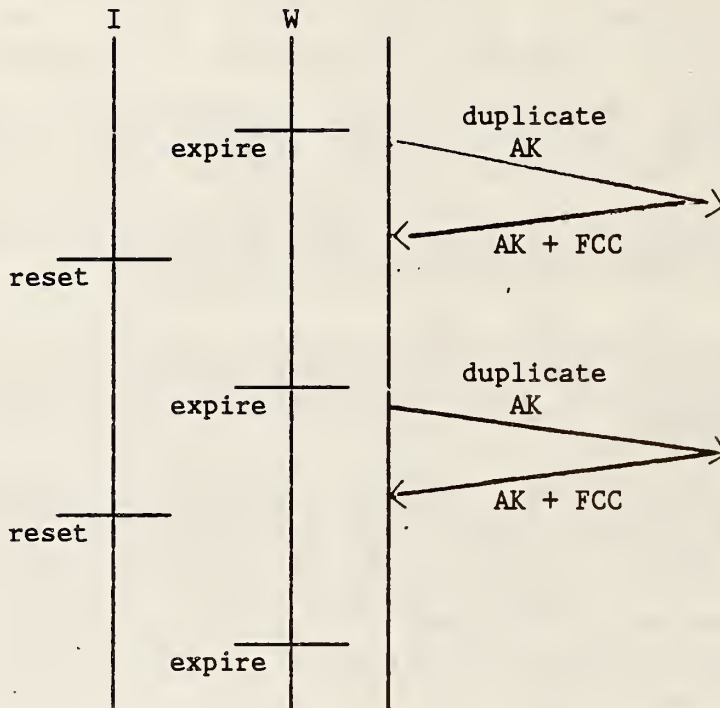 I W
duplicate
expire
AK
AK + FCC
reset
duplicate
expire
AK
AK + FCC
reset
expire